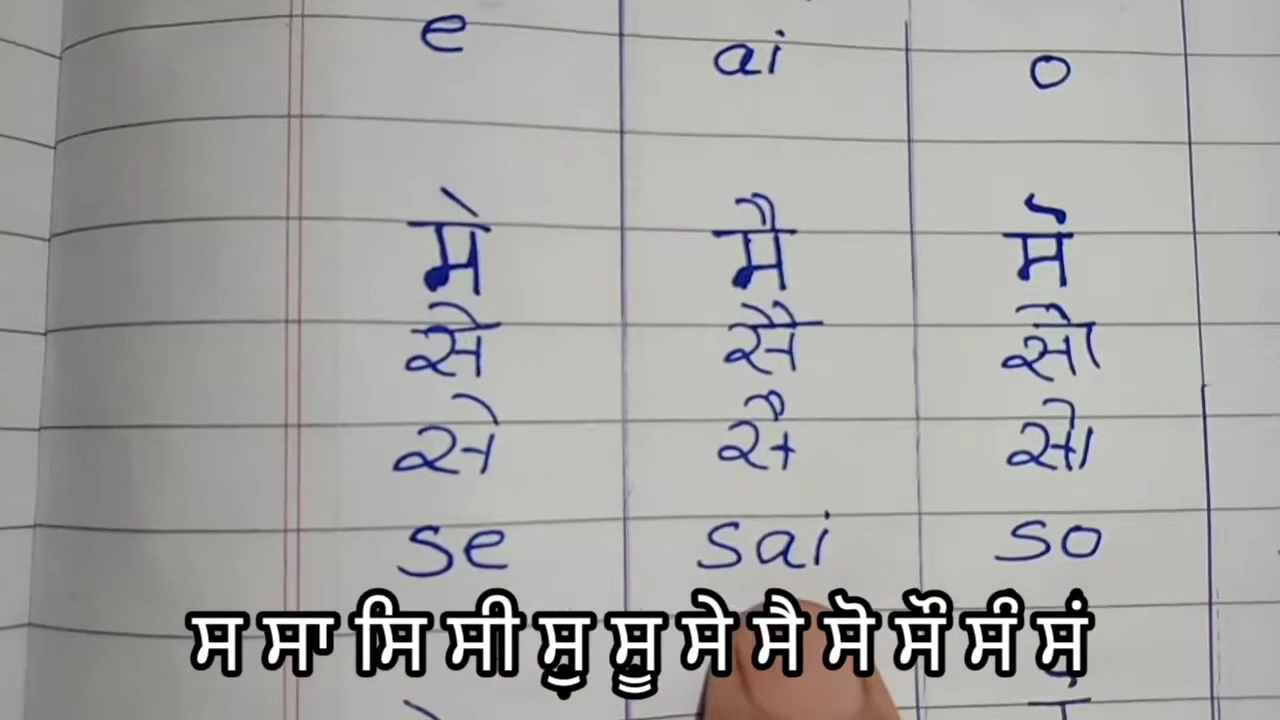 e ai o
ਸੇ ਸੈ ਸੋ
से सै सो
સે સૈ સો
se sai so
ਸ ਸਾ ਸਿ ਸੀ ਸੁ ਸੂ ਸੇ ਸੈ ਸੋ ਸੌ ਸੰ ਸਂ